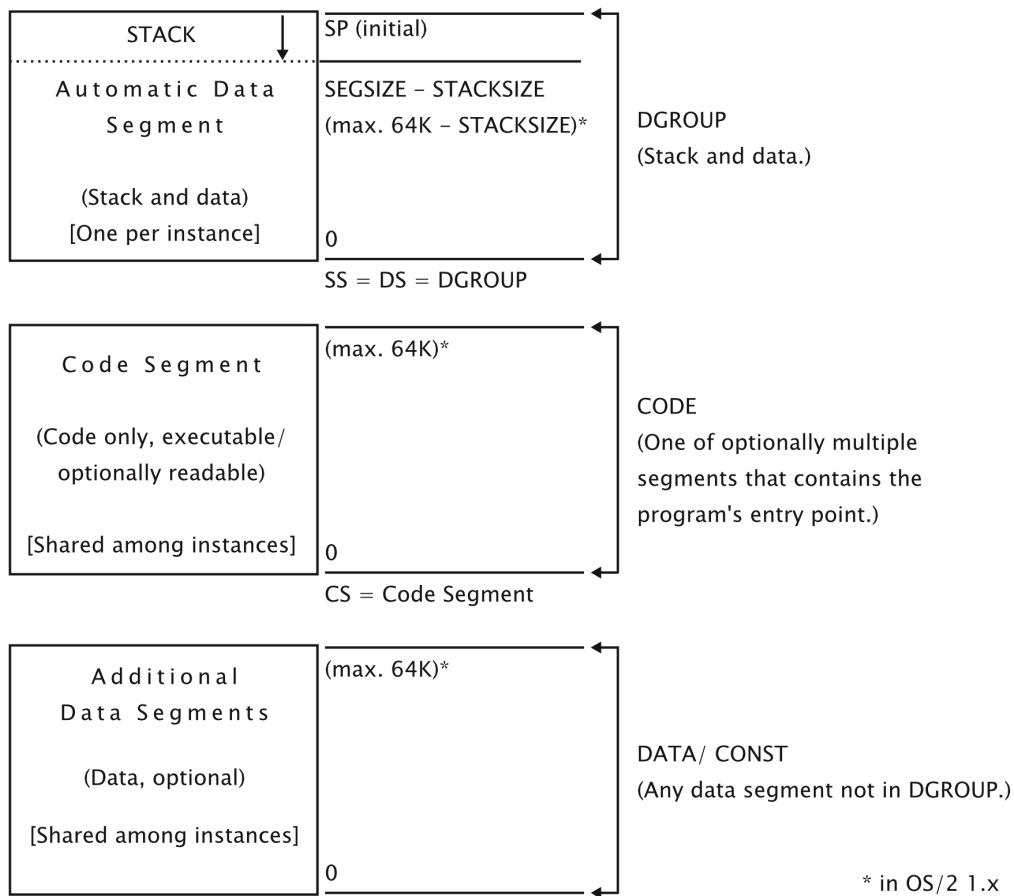 STACK
SP (initial)
Automatic Data
Segment
(Stack and data)
[One per instance]
SEGSIZE – STACKSIZE
(max. 64K – STACKSIZE)*
0
SS = DS = DGROUP
DGROUP
(Stack and data.)
Code Segment
(Code only, executable/
optionally readable)
[Shared among instances]
(max. 64K)*
0
CS = Code Segment
CODE
(One of optionally multiple
segments that contains the
program's entry point.)
Additional
Data Segments
(Data, optional)
[Shared among instances]
(max. 64K)*
0
DATA/ CONST
(Any data segment not in DGROUP.)
* in OS/2 1.x